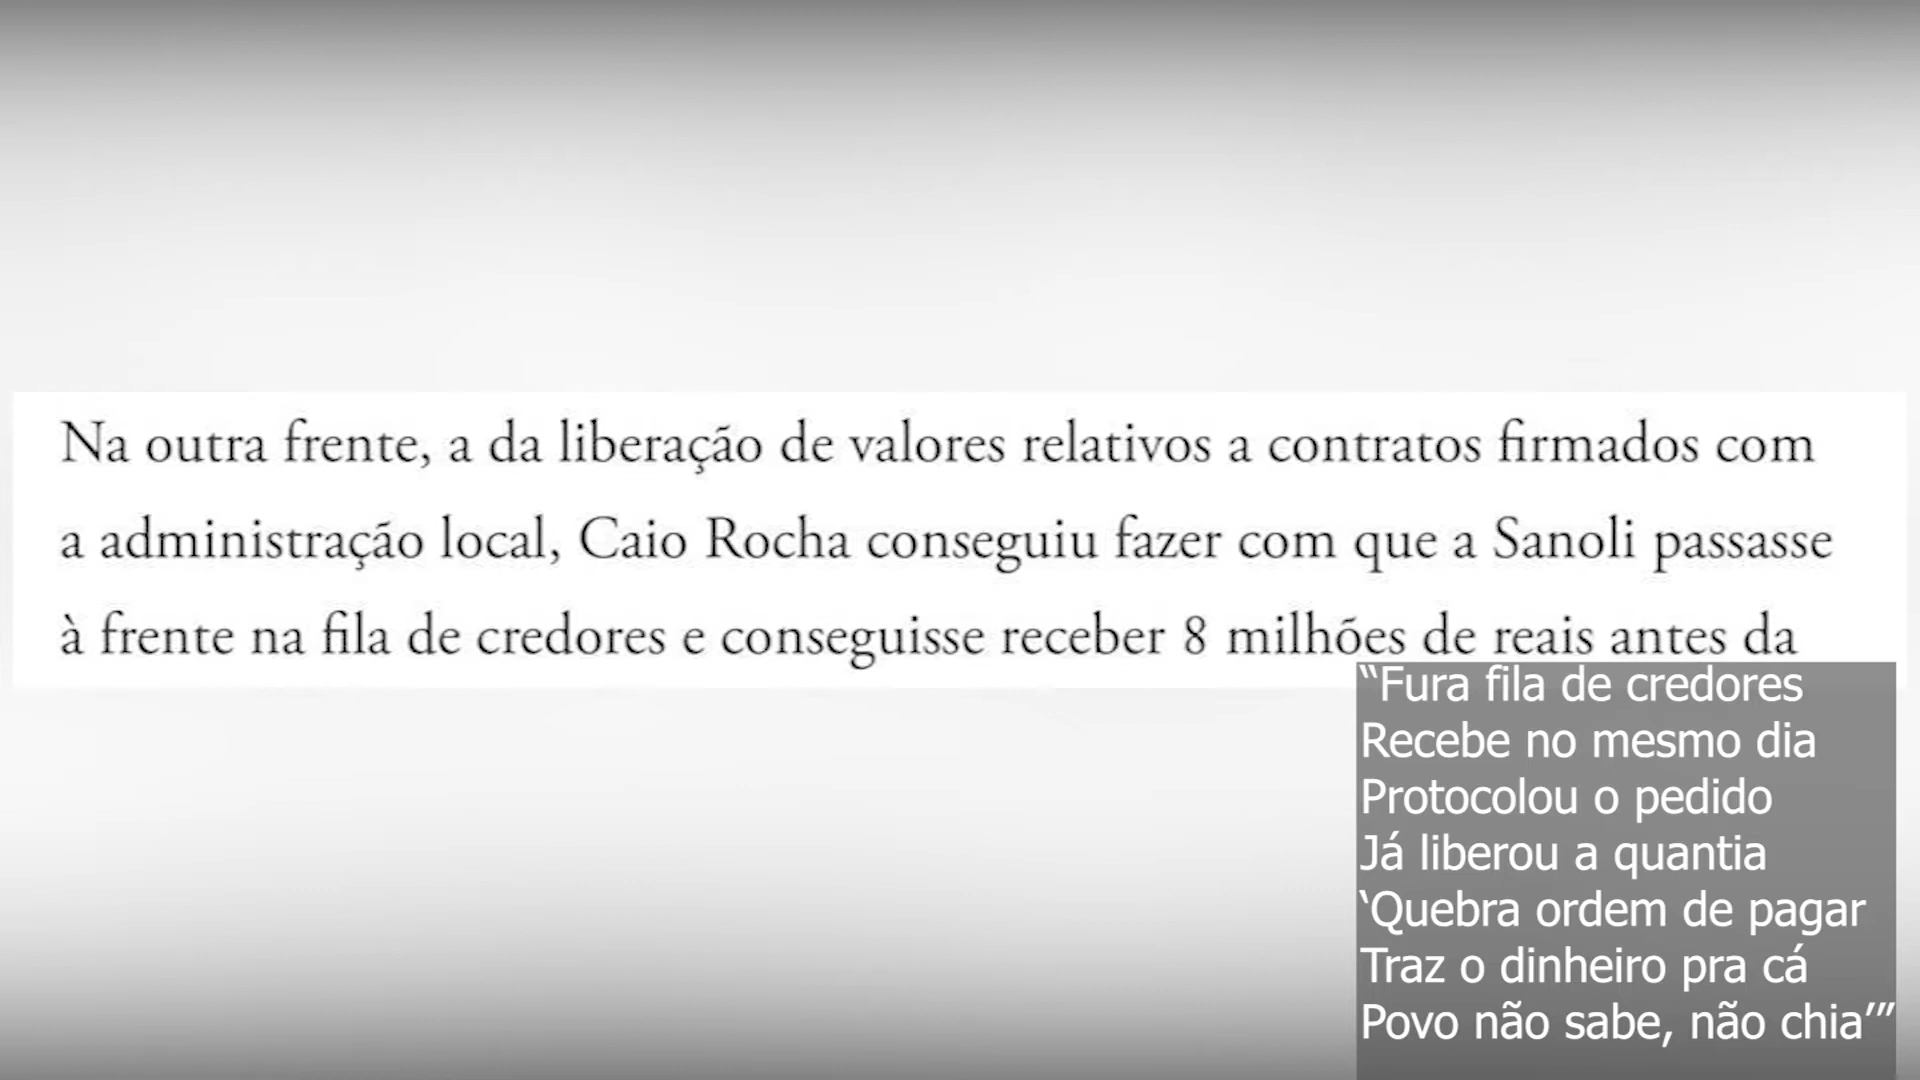 Na outra frente, a da liberação de valores relativos a contratos firmados com
a administração local, Caio Rocha conseguiu fazer com que a Sanoli passasse
à frente na fila de credores e conseguisse receber 8 milhões de reais antes da
“Fura fila de credores
Recebe no mesmo dia
Protocolou o pedido
Já liberou a quantia
‘Quebra ordem de pagar
Traz o dinheiro pra cá
Povo não sabe, não chia’”